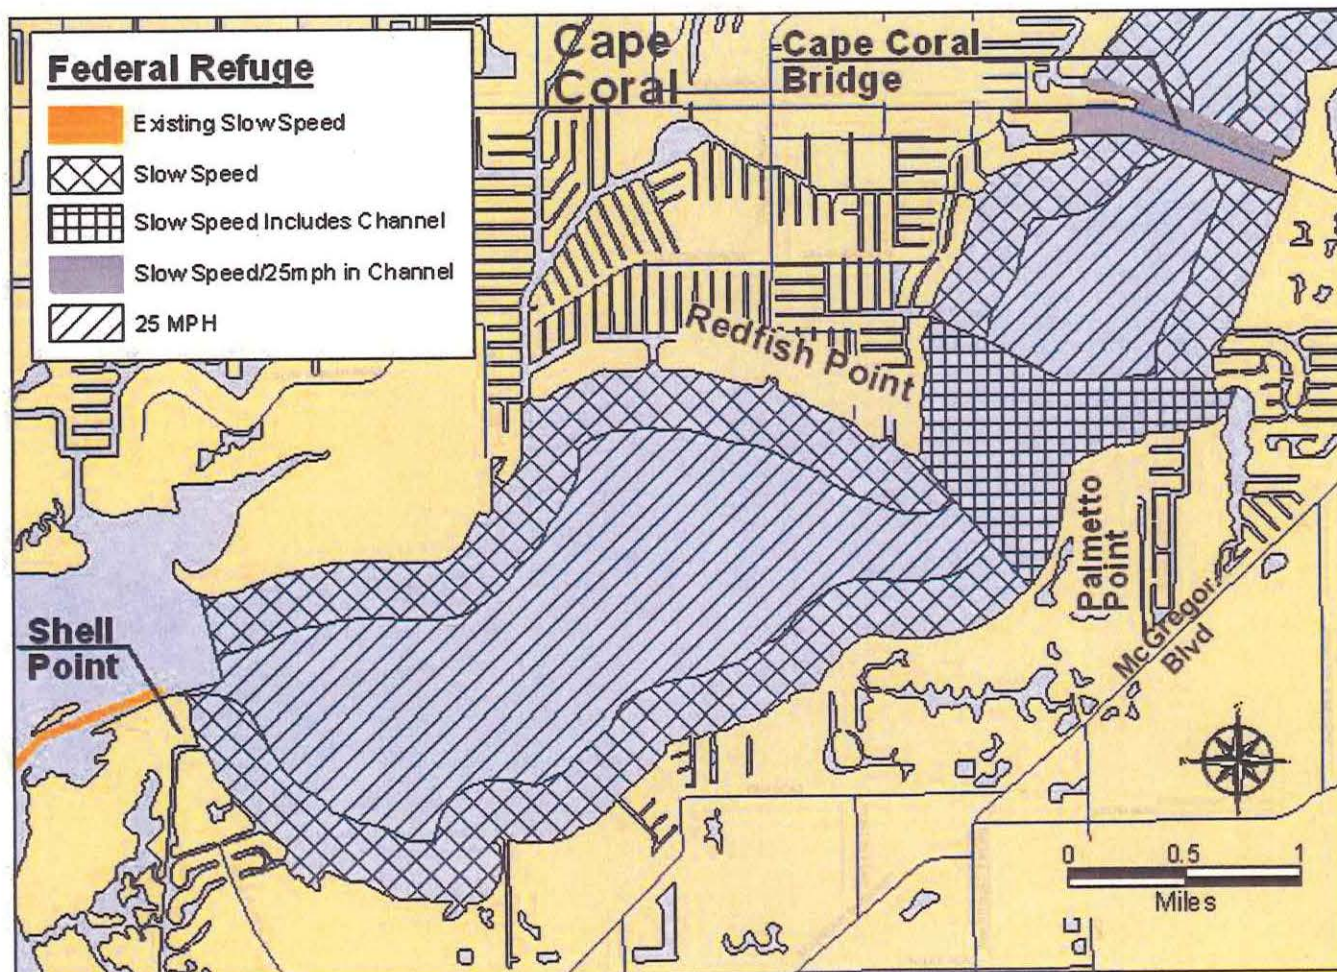 Federal Refuge
Existing Slow Speed
Slow Speed
Slow Speed Includes Channel
Slow Speed/25mph in Channel
25 MPH
Cape
Coral
Cape Coral
Bridge
Redfish Point
Palmetto
Point
McGregor
Blvd
Shell
Point
0 0.5 1
Miles